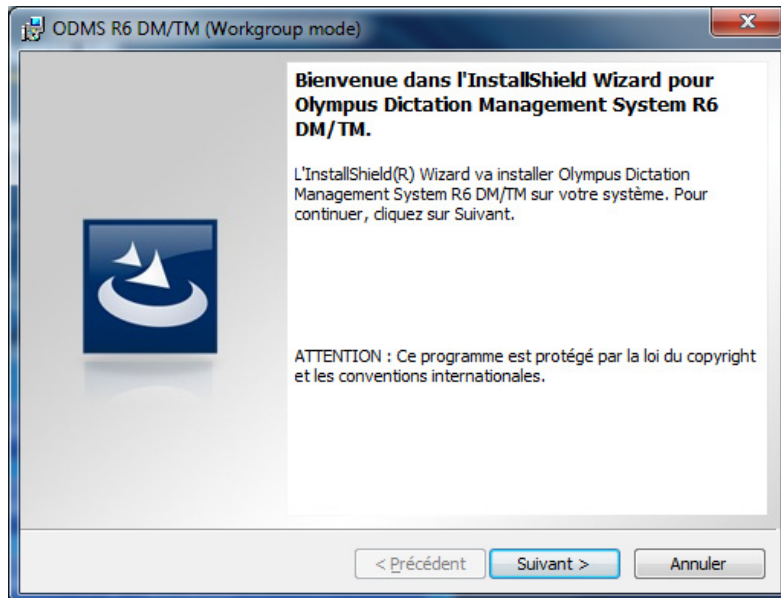 ODMS R6 DM/TM (Workgroup mode)
Bienvenue dans l'InstallShield Wizard pour
Olympus Dictation Management System R6
DM/TM.
L'InstallShield(R) Wizard va installer Olympus Dictation
Management System R6 DM/TM sur votre système. Pour
continuer, cliquez sur Suivant.
ATTENTION : Ce programme est protégé par la loi du copyright
et les conventions internationales.
< Précédent Suivant > Annuler